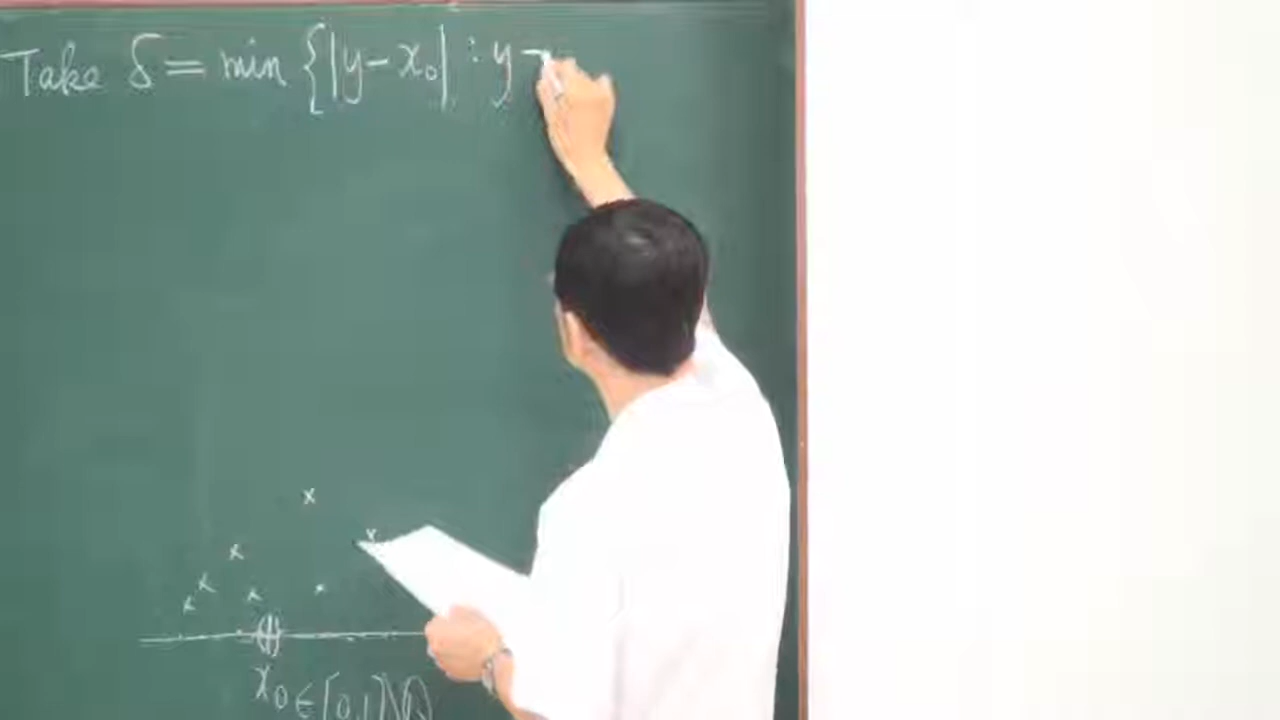 Take δ = min {|y-x₀| : y
x₀ ∈ [0,1]\ℚ